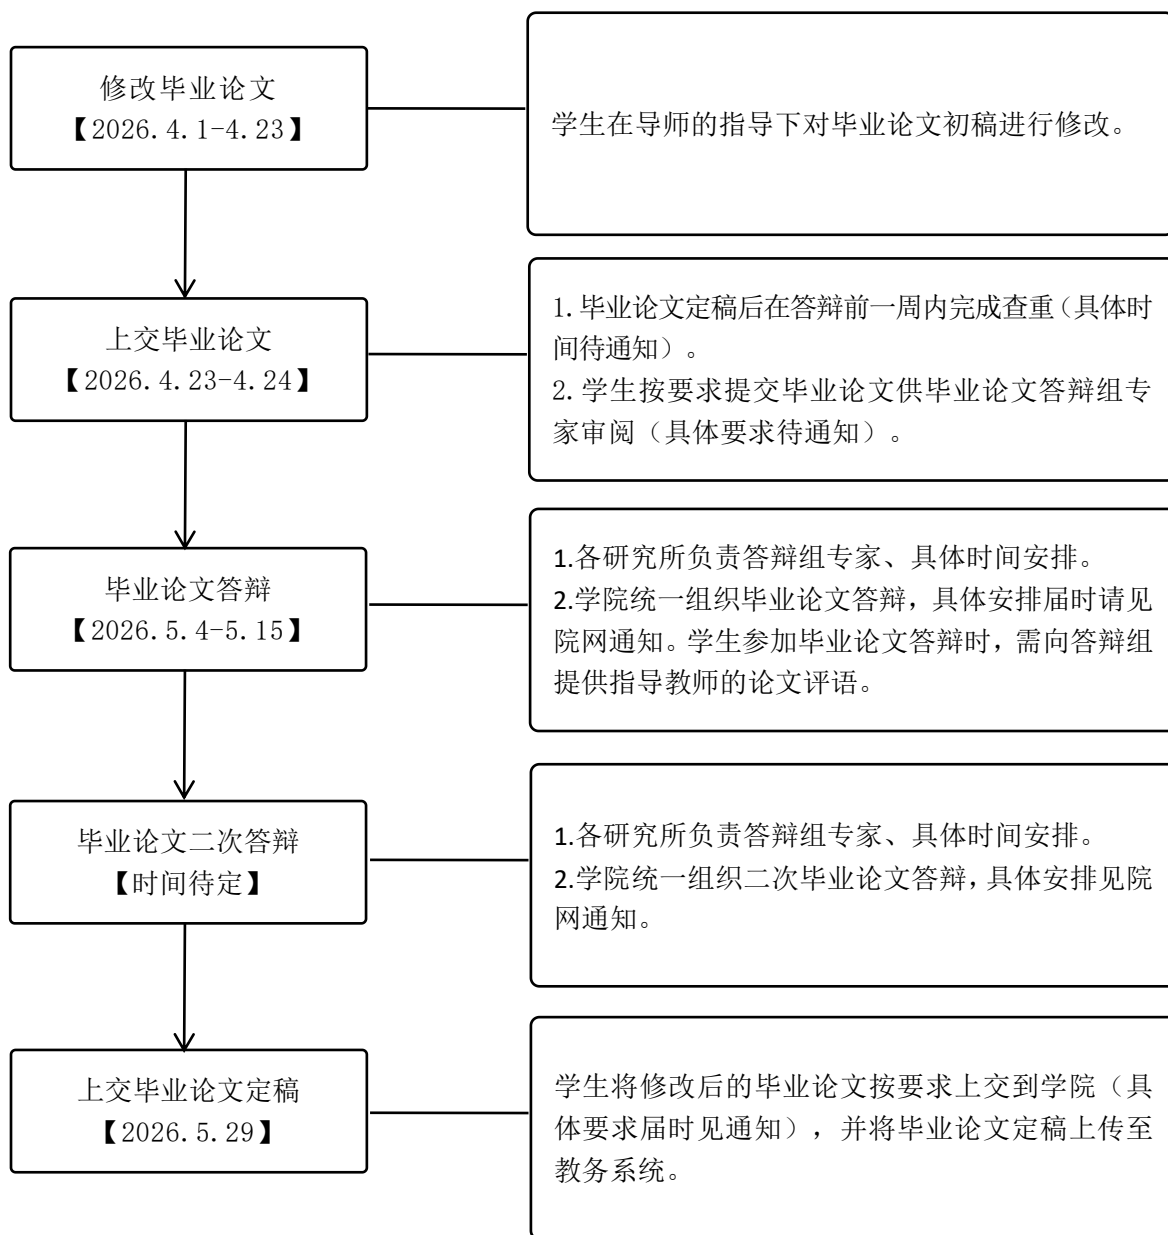 修改毕业论文
【2026.4.1-4.23】
学生在导师的指导下对毕业论文初稿进行修改。
上交毕业论文
【2026.4.23-4.24】
1.毕业论文定稿后在答辩前一周内完成查重（具体时
间待通知）。
2.学生按要求提交毕业论文供毕业论文答辩组专
家审阅（具体要求待通知）。
毕业论文答辩
【2026.5.4-5.15】
1.各研究所负责答辩组专家、具体时间安排。
2.学院统一组织毕业论文答辩，具体安排届时请见
院网通知。学生参加毕业论文答辩时，需向答辩组
提供指导教师的论文评语。
毕业论文二次答辩
【时间待定】
1.各研究所负责答辩组专家、具体时间安排。
2.学院统一组织二次毕业论文答辩，具体安排见院
网通知。
上交毕业论文定稿
【2026.5.29】
学生将修改后的毕业论文按要求上交到学院（具
体要求届时见通知），并将毕业论文定稿上传至
教务系统。